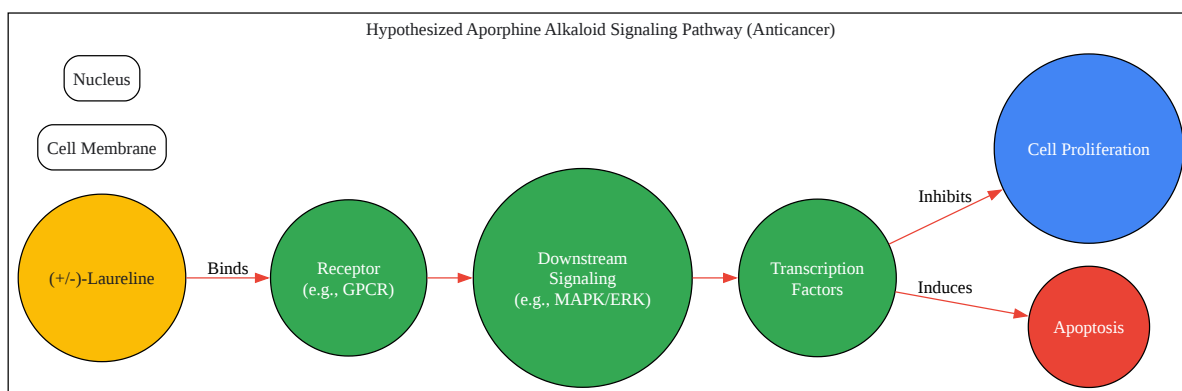 Hypothesized Aporphine Alkaloid Signaling Pathway (Anticancer)
Nucleus
Cell Membrane
(+/-)-Laureline
Binds
Receptor
(e.g., GPCR)
Downstream
Signaling
(e.g., MAPK/ERK)
Transcription
Factors
Inhibits
Cell Proliferation
Induces
Apoptosis